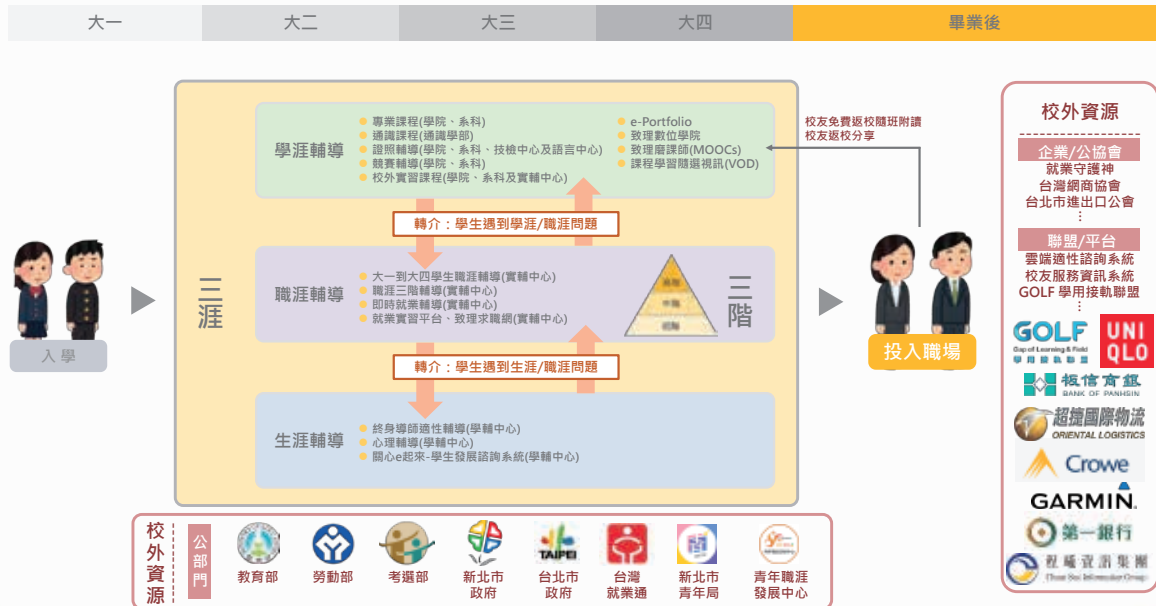 大一
大二
大三
大四
畢業後
學涯輔導
專業課程(學院、系科)
通識課程(通識學部)
證照輔導(學院、系科、技檢中心及語言中心)
競賽輔導(學院、系科)
校外實習課程(學院、系科及實輔中心)
e-Portfolio
致理數位學院
致理磨課師(MOOCs)
課程學習隨選視訊(VOD)
校友免費返校隨班附讀
校友返校分享
轉介：學生遇到學涯/職涯問題
入學
三涯
職涯輔導
大一到大四學生職涯輔導(實輔中心)
職涯三階輔導(實輔中心)
即時就業輔導(實輔中心)
就業實習平台、致理求職網(實輔中心)
三階
投入職場
轉介：學生遇到生涯/職涯問題
生涯輔導
終身導師適性輔導(學輔中心)
心理輔導(學輔中心)
關心e起來-學生發展諮詢系統(學輔中心)
校外資源
企業/公協會
就業守護神
台灣網商協會
台北市進出口公會
⋮
聯盟/平台
雲端適性諮詢系統
校友服務資訊系統
GOLF 學用接軌聯盟
⋮
GOLF
Gap of Learning & Field
學用接軌聯盟
UNI
QLO
板信商銀
BANK OF PANHSIN
超捷國際物流
ORIENTAL LOGISTICS
Crowe
GARMIN.
第一銀行
校外資源
公部門
教育部
勞動部
考選部
新北市
政府
TAIPEI
台北市
政府
台灣
就業通
新北市
青年局
青年職涯
發展中心